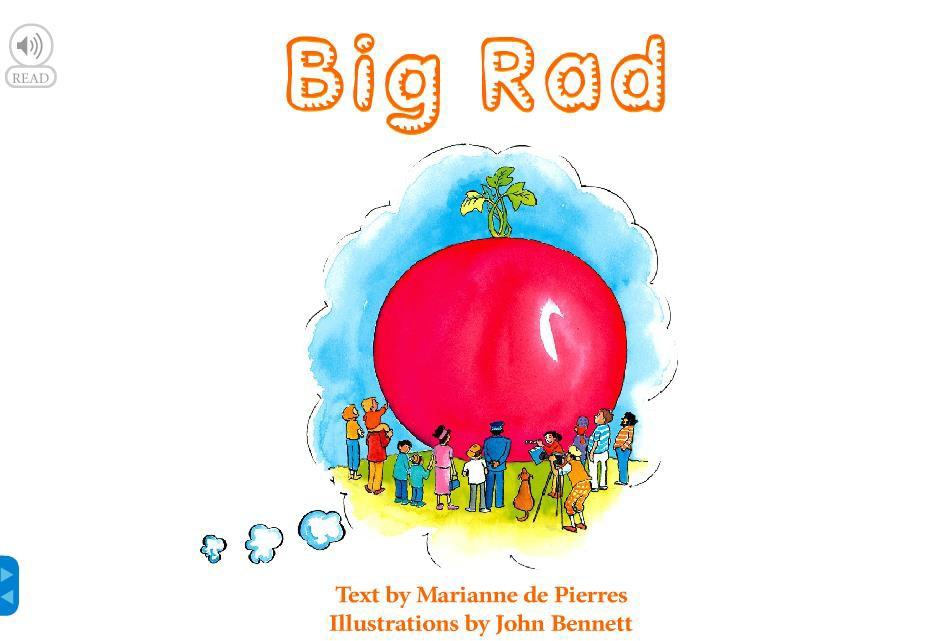 Big Rad
READ
Text by Marianne de Pierres
Illustrations by John Bennett